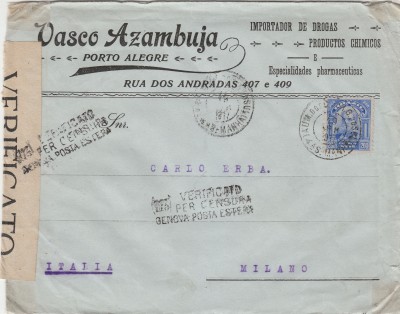 Vasco Azambuja
PORTO ALEGRE
IMPORTADOR DE DROGAS
PRODUCTOS CHIMICOS
E
Especialidades pharmaceuticas
RUA DOS ANDRADAS 407 e 409
VERIFICATO
VERIFICATO
PER CENSURA
GENOVA POSTA ESTERA
Snr.
CARLO ERBA.
VERIFICATO
PER CENSURA
GENOVA POSTA ESTERA
ITALIA
MILANO